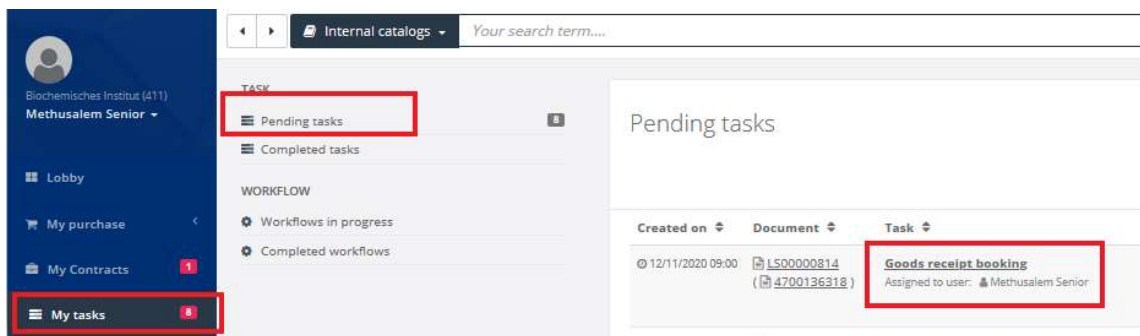 Internal catalogs
Your search term....
Biochemisches Institut (411)
Methusalem Senior
Lobby
My purchase
My Contracts 1
My tasks 8
TASK
Pending tasks 8
Completed tasks
WORKFLOW
Workflows in progress
Completed workflows
Pending tasks
Created on Document Task
12/11/2020 09:00 LS00000814 Goods receipt booking
( 4700136318 ) Assigned to user: Methusalem Senior